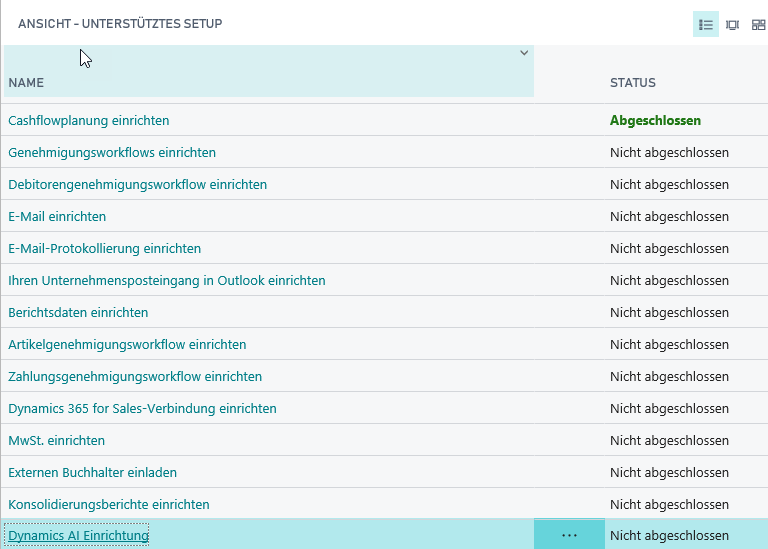 ANSICHT - UNTERSTÜTZTES SETUP
NAME STATUS
Cashflowplanung einrichten Abgeschlossen
Genehmigungsworkflows einrichten Nicht abgeschlossen
Debitorengenehmigungsworkflow einrichten Nicht abgeschlossen
E-Mail einrichten Nicht abgeschlossen
E-Mail-Protokollierung einrichten Nicht abgeschlossen
Ihren Unternehmensposteingang in Outlook einrichten Nicht abgeschlossen
Berichtsdaten einrichten Nicht abgeschlossen
Artikelgenehmigungsworkflow einrichten Nicht abgeschlossen
Zahlungsgenehmigungsworkflow einrichten Nicht abgeschlossen
Dynamics 365 for Sales-Verbindung einrichten Nicht abgeschlossen
MwSt. einrichten Nicht abgeschlossen
Externen Buchhalter einladen Nicht abgeschlossen
Konsolidierungsberichte einrichten Nicht abgeschlossen
Dynamics AI Einrichtung ... Nicht abgeschlossen